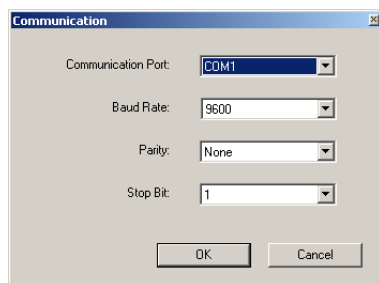 Communication
Communication Port: COM1
Baud Rate: 9600
Parity: None
Stop Bit: 1
OK Cancel